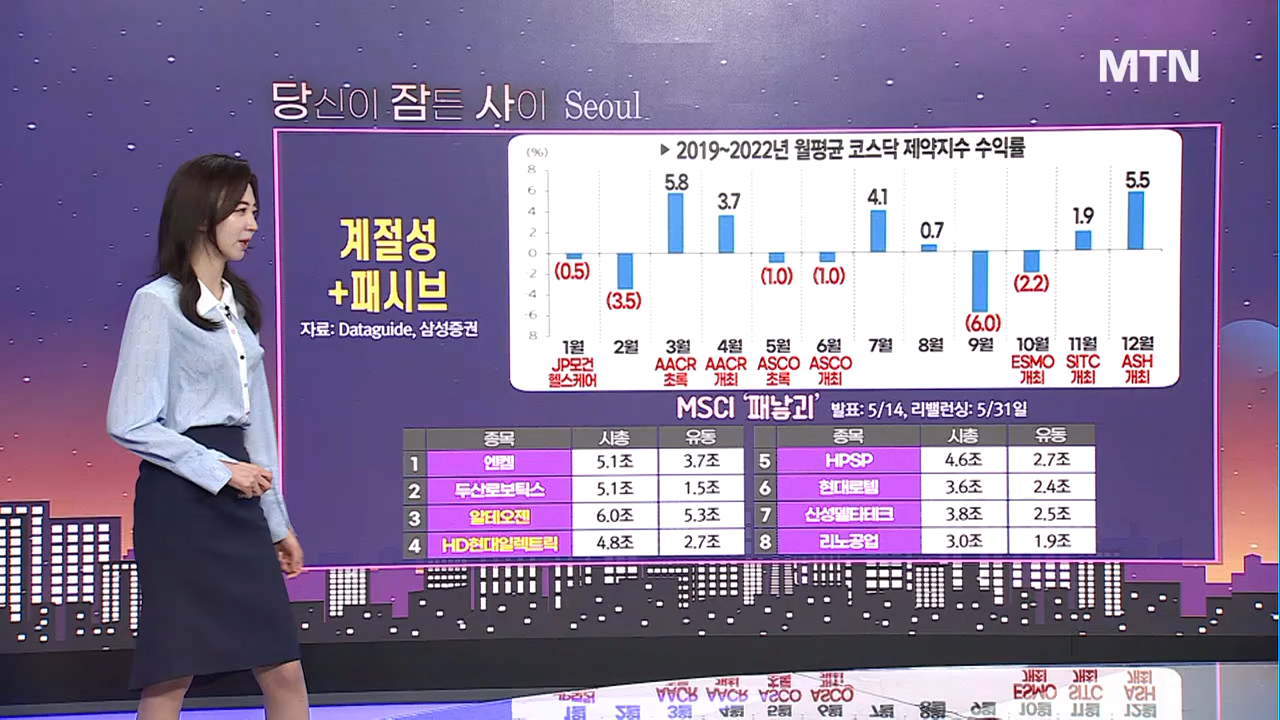 MTN
당신이 잠든 사이 Seoul
계절성
+패시브
자료: Dataguide, 삼성증권
(%)
▶ 2019~2022년 월평균 코스닥 제약지수 수익률
8
6
4
2
0
-2
-4
-6
-8
(0.5) (3.5) 5.8 3.7 (1.0) (1.0) 4.1 0.7 (6.0) (2.2) 1.9 5.5
1월 2월 3월 4월 5월 6월 7월 8월 9월 10월 11월 12월
JP모건 AACR AACR ASCO ASCO ESMO SITC ASH
헬스케어 초록 개최 초록 개최 개최 개최 개최
MSCI '패닝괴' 발표: 5/14, 리밸런싱: 5/31일
종목 시총 유동 종목 시총 유동
1 엔켐 5.1조 3.7조 5 HPSP 4.6조 2.7조
2 두산로보틱스 5.1조 1.5조 6 현대로템 3.6조 2.4조
3 알테오젠 6.0조 5.3조 7 신성델타테크 3.8조 2.5조
4 HD현대일렉트릭 4.8조 2.7조 8 리노공업 3.0조 1.9조